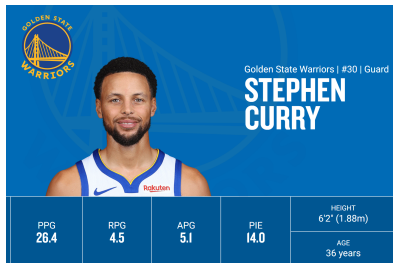 GOLDEN STATE
WARRIORS
Golden State Warriors | #30 | Guard
STEPHEN
CURRY
Rakuten
PPG
26.4
RPG
4.5
APG
5.1
PIE
14.0
HEIGHT
6'2" (1.88m)
AGE
36 years